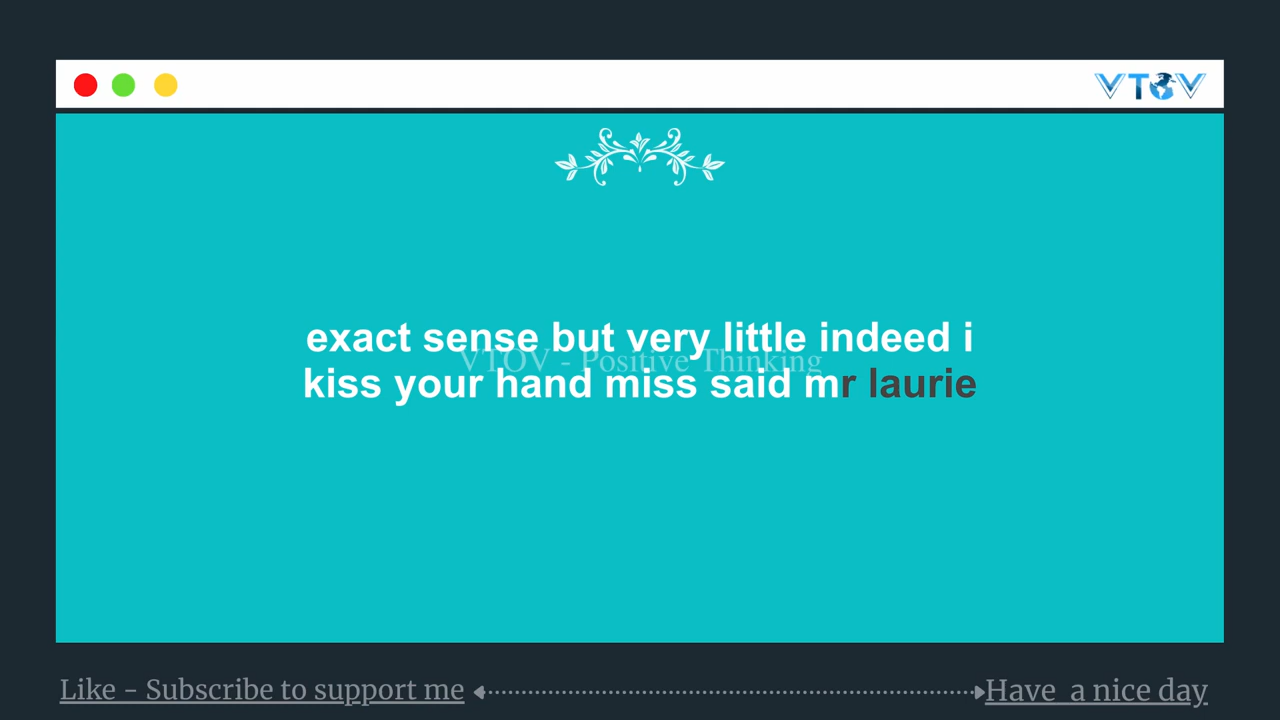 VTOV
exact sense but very little indeed i
VTOV - Positive Thinking
kiss your hand miss said mr laurie
Like - Subscribe to support me
Have a nice day